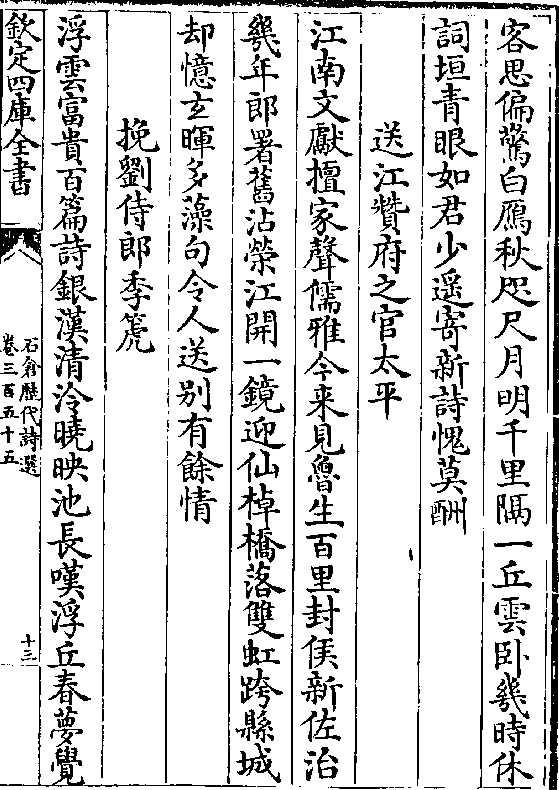 客思偏驚白鴈秋咫尺月明千里隔一丘雲卧幾時休
詞垣青眼如君少遥寄新詩愧莫酬
送江贊府之官太平
江南文獻擅家聲儒雅今来見魯生百里封侯新佐治
幾年郎署舊沾榮江開一鏡迎仙棹橋落雙虹跨縣城
却憶玄暉多藻句令人送别有餘情
挽劉侍郎季箎
浮雲富貴百篇詩銀漢清泠曉映池長嘆浮丘春夢覺
欽定四庫全書
石倉歷代詩選
卷三百五十五
十三